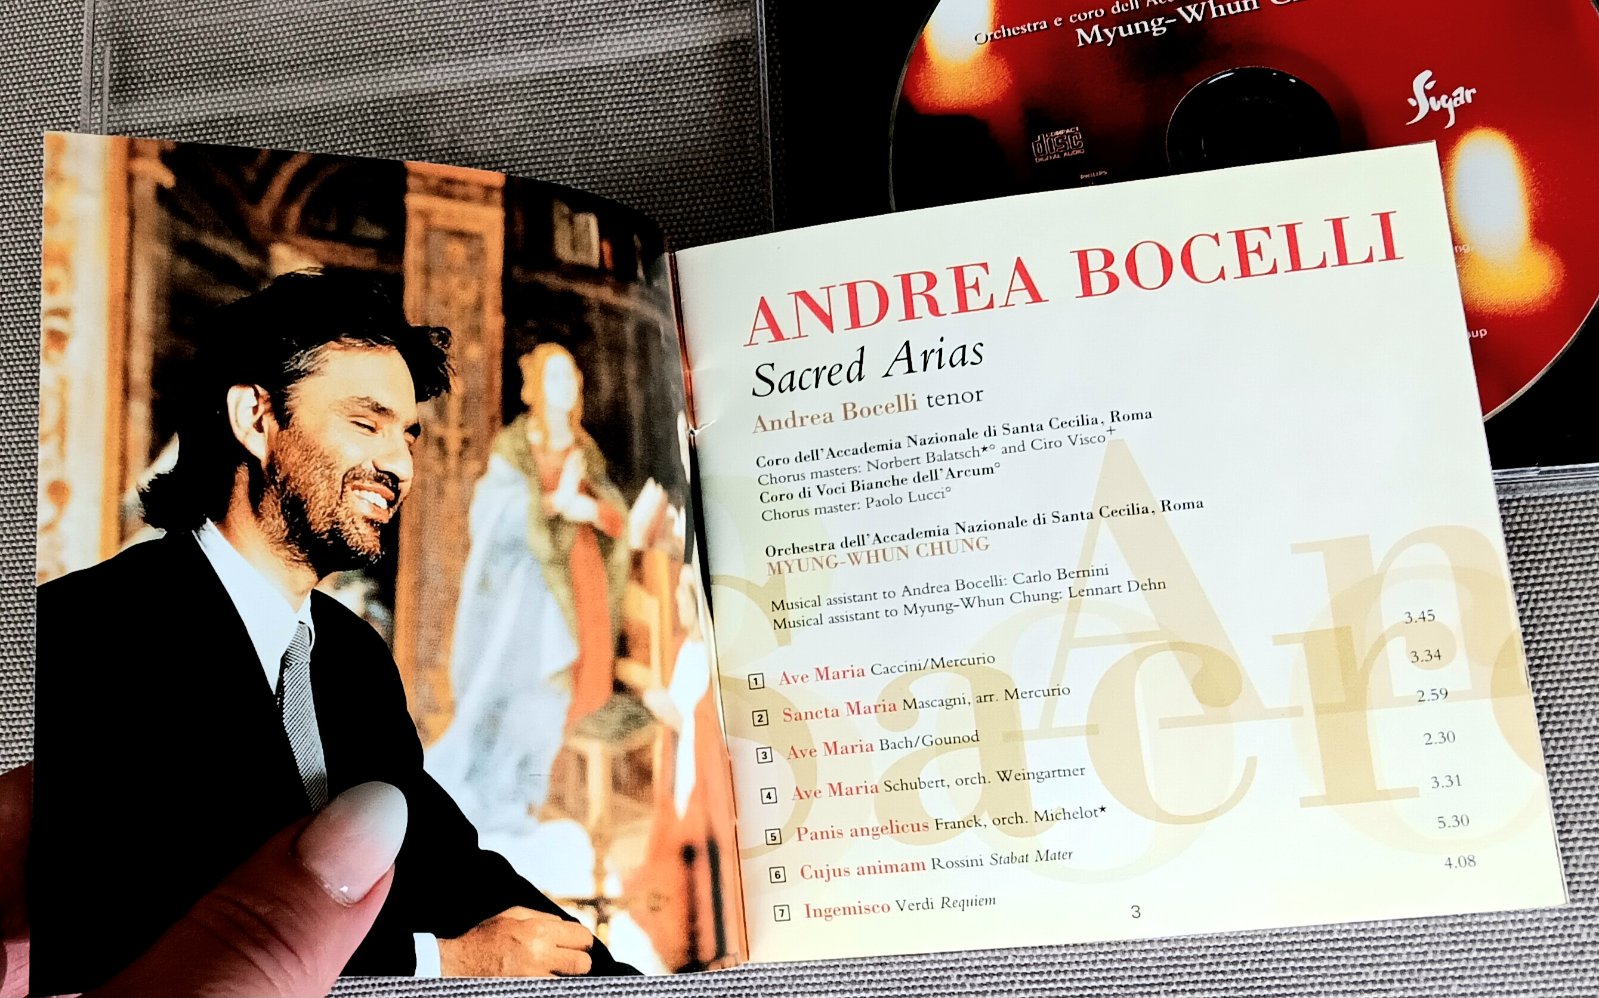 Orchestra e coro dell'
Myung-Whun
Sugar
COMPACT
disc
DIGITAL AUDIO
PHILIPS
ANDREA BOCELLI
Sacred Arias
Andrea Bocelli tenor
Coro dell'Accademia Nazionale di Santa Cecilia, Roma
Chorus masters: Norbert Balatsch★° and Ciro Visco+
Coro di Voci Bianche dell'Arcum°
Chorus master: Paolo Lucci°
Orchestra dell'Accademia Nazionale di Santa Cecilia, Roma
MYUNG-WHUN CHUNG
Musical assistant to Andrea Bocelli: Carlo Bernini
Musical assistant to Myung-Whun Chung: Lennart Dehn
1 Ave Maria Caccini/Mercurio 3.45
2 Sancta Maria Mascagni, arr. Mercurio 3.34
3 Ave Maria Bach/Gounod 2.59
4 Ave Maria Schubert, orch. Weingartner 2.30
5 Panis angelicus Franck, orch. Michelot★ 3.31
6 Cujus animam Rossini Stabat Mater 5.30
7 Ingemisco Verdi Requiem 4.08
3